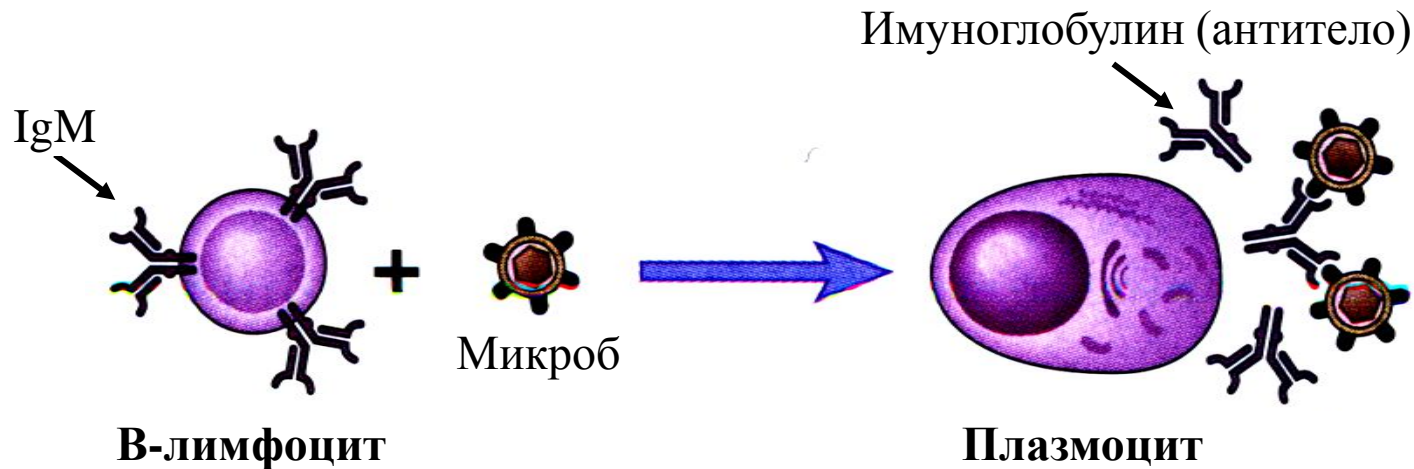 Имуноглобулин (антитело)
IgM
Микроб
В-лимфоцит
Плазмоцит